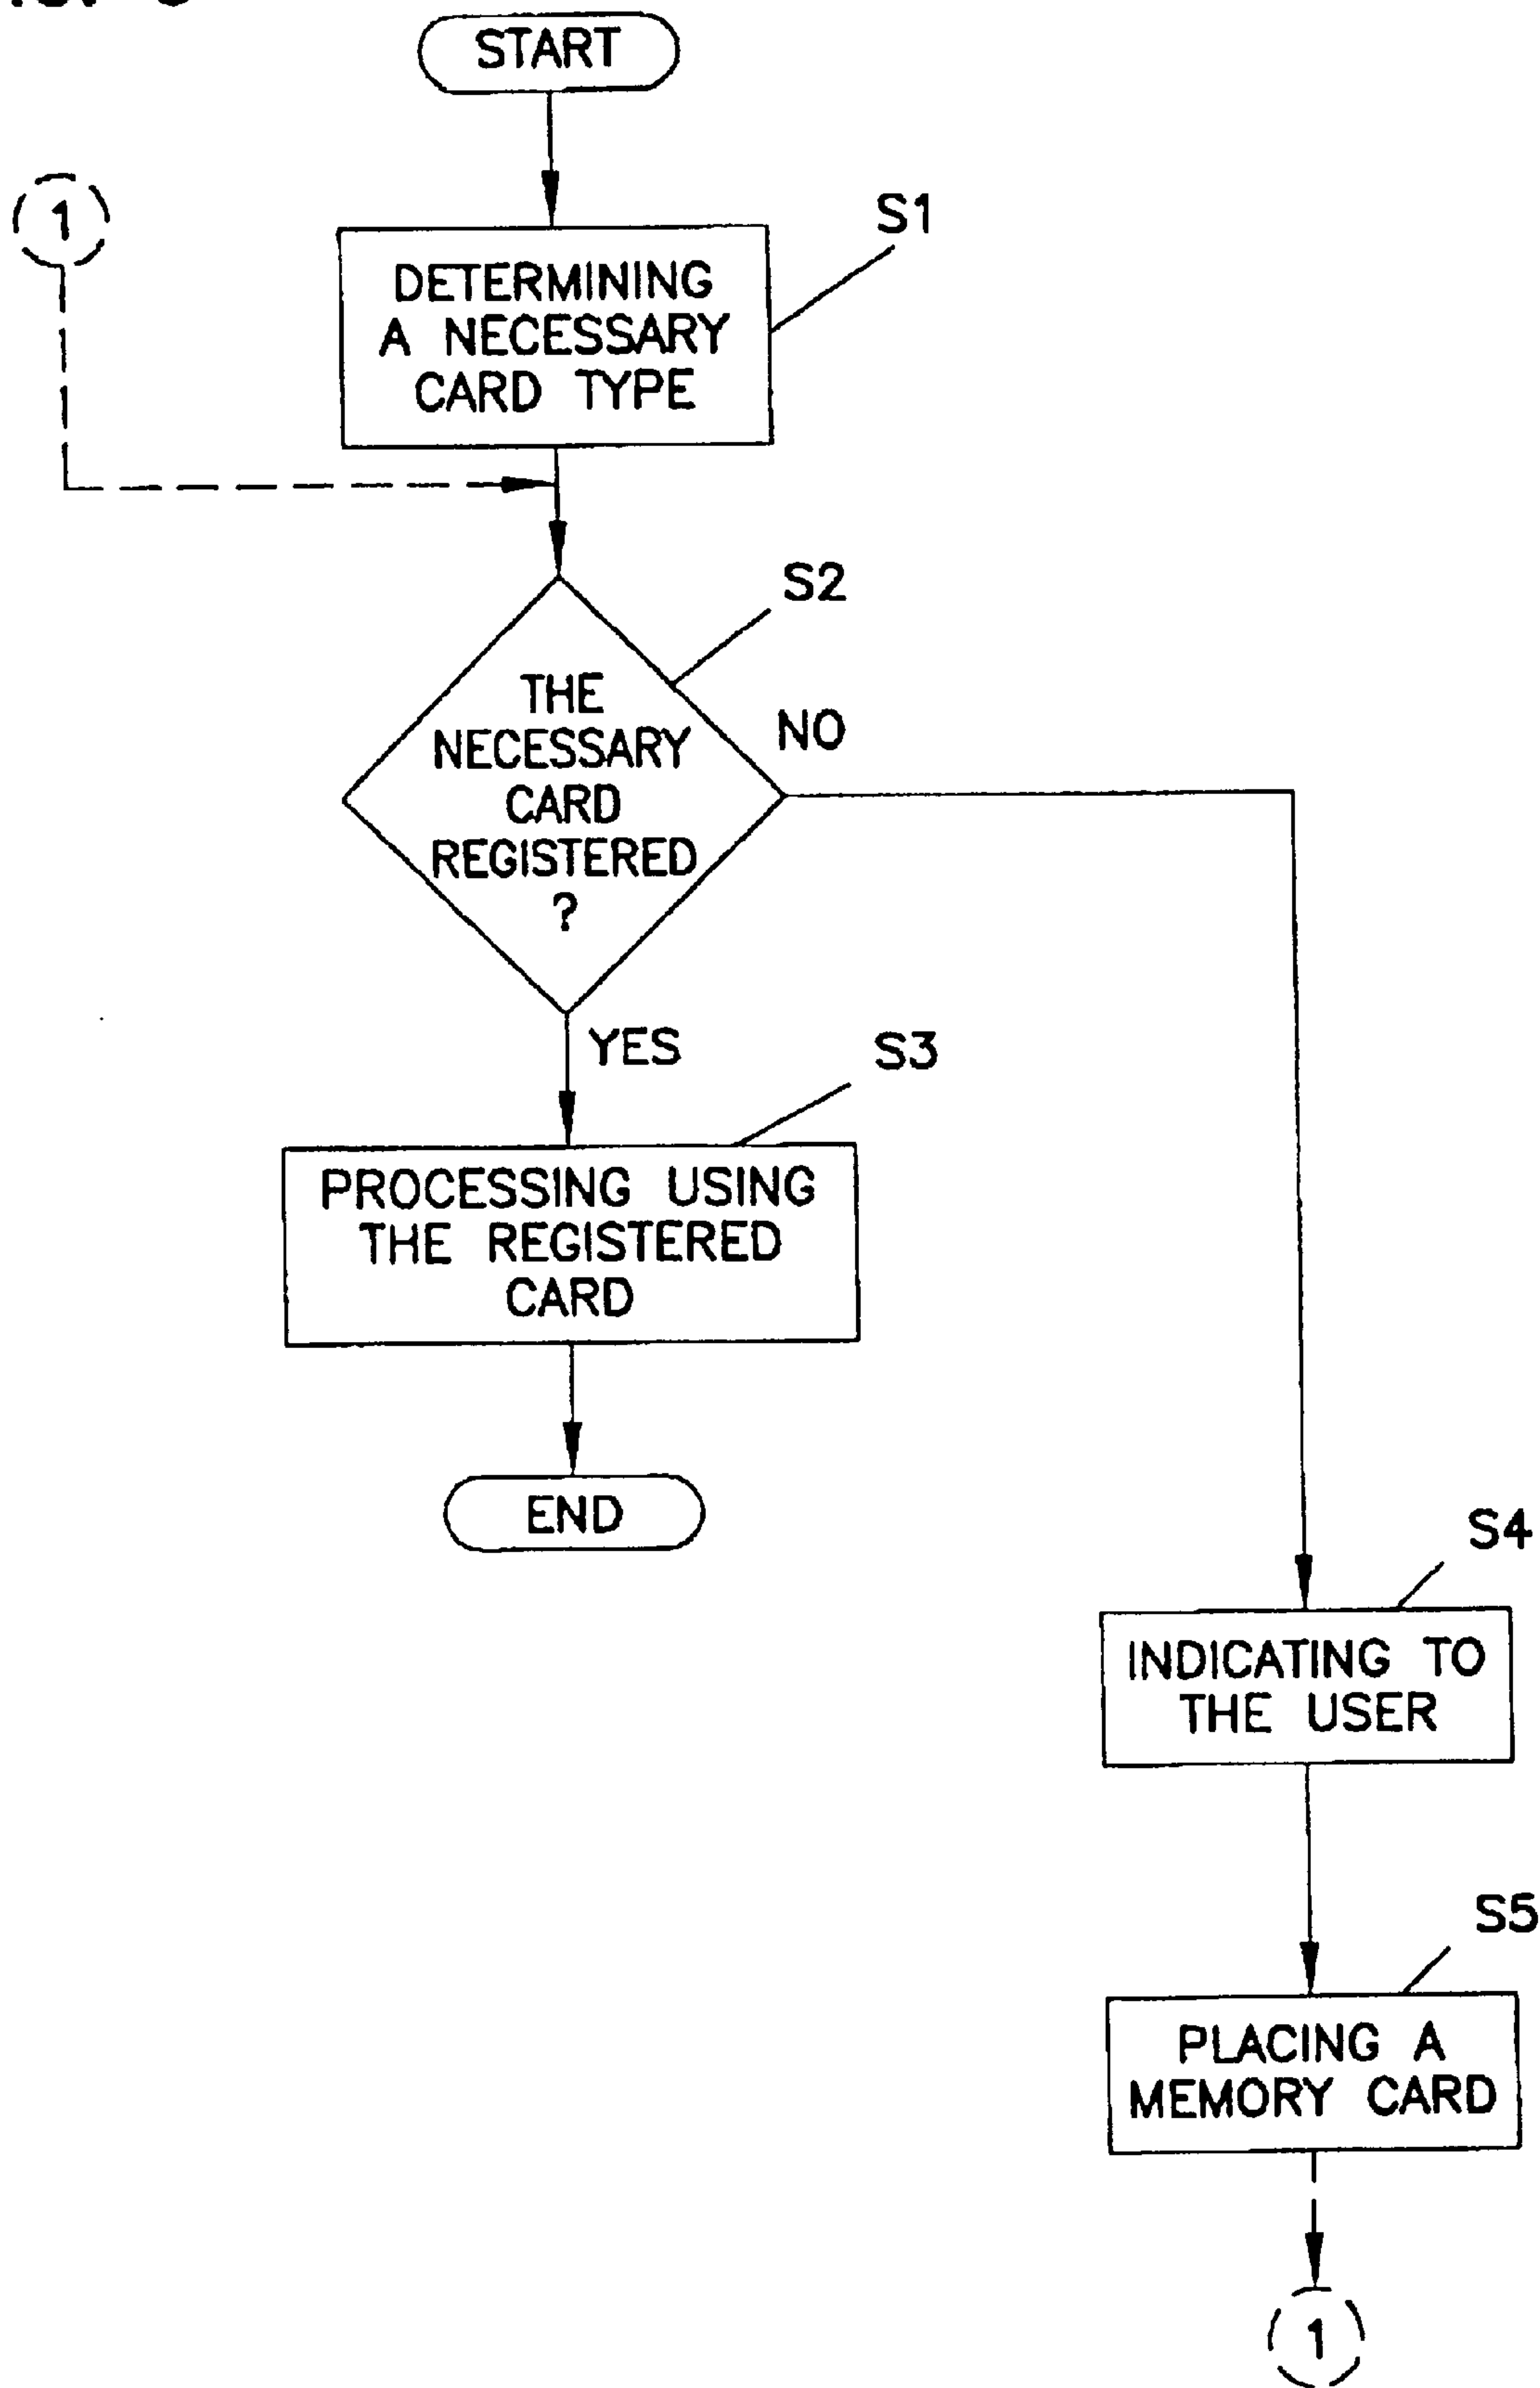 START
1
S1
DETERMINING
A NECESSARY
CARD TYPE
S2
THE
NECESSARY
CARD
REGISTERED
?
NO
YES
S3
PROCESSING USING
THE REGISTERED
CARD
END
S4
INDICATING TO
THE USER
S5
PLACING A
MEMORY CARD
1